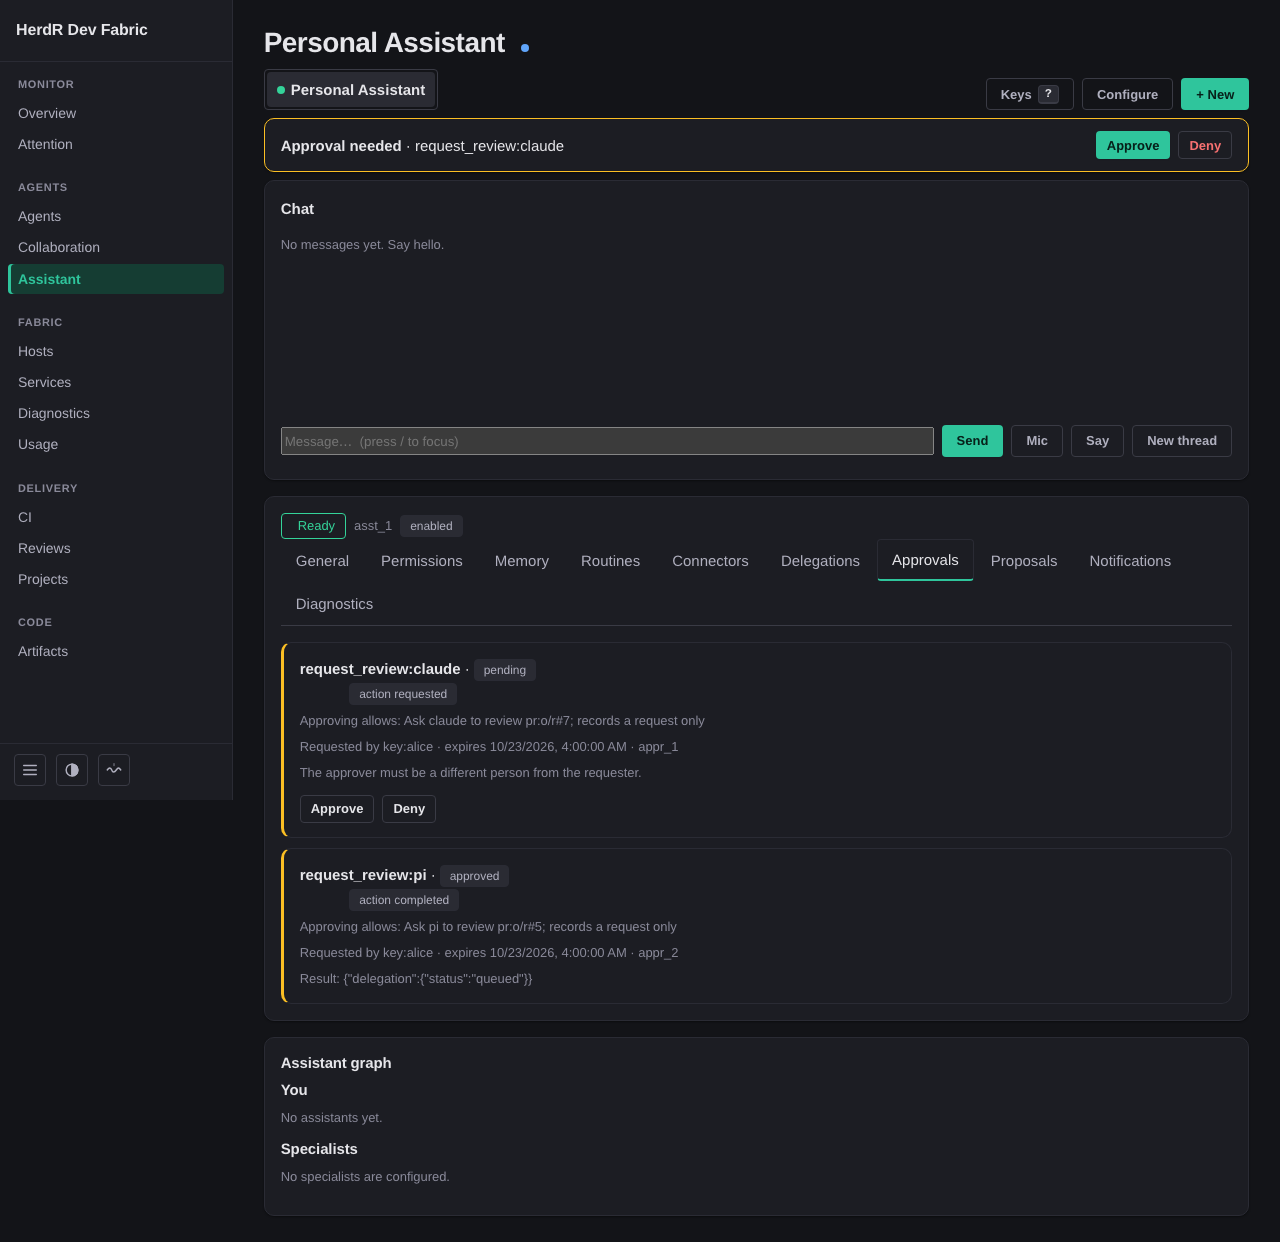 HerdR Dev Fabric
MONITOR
Overview
Attention
AGENTS
Agents
Collaboration
Assistant
FABRIC
Hosts
Services
Diagnostics
Usage
DELIVERY
CI
Reviews
Projects
CODE
Artifacts
Personal Assistant
Personal Assistant
Keys ? Configure + New
Approval needed · request_review:claude Approve Deny
Chat
No messages yet. Say hello.
Message… (press / to focus) Send Mic Say New thread
Ready asst_1 enabled
General Permissions Memory Routines Connectors Delegations Approvals Proposals Notifications
Diagnostics
request_review:claude · pending
action requested
Approving allows: Ask claude to review pr:o/r#7; records a request only
Requested by key:alice · expires 10/23/2026, 4:00:00 AM · appr_1
The approver must be a different person from the requester.
Approve Deny
request_review:pi · approved
action completed
Approving allows: Ask pi to review pr:o/r#5; records a request only
Requested by key:alice · expires 10/23/2026, 4:00:00 AM · appr_2
Result: {"delegation":{"status":"queued"}}
Assistant graph
You
No assistants yet.
Specialists
No specialists are configured.